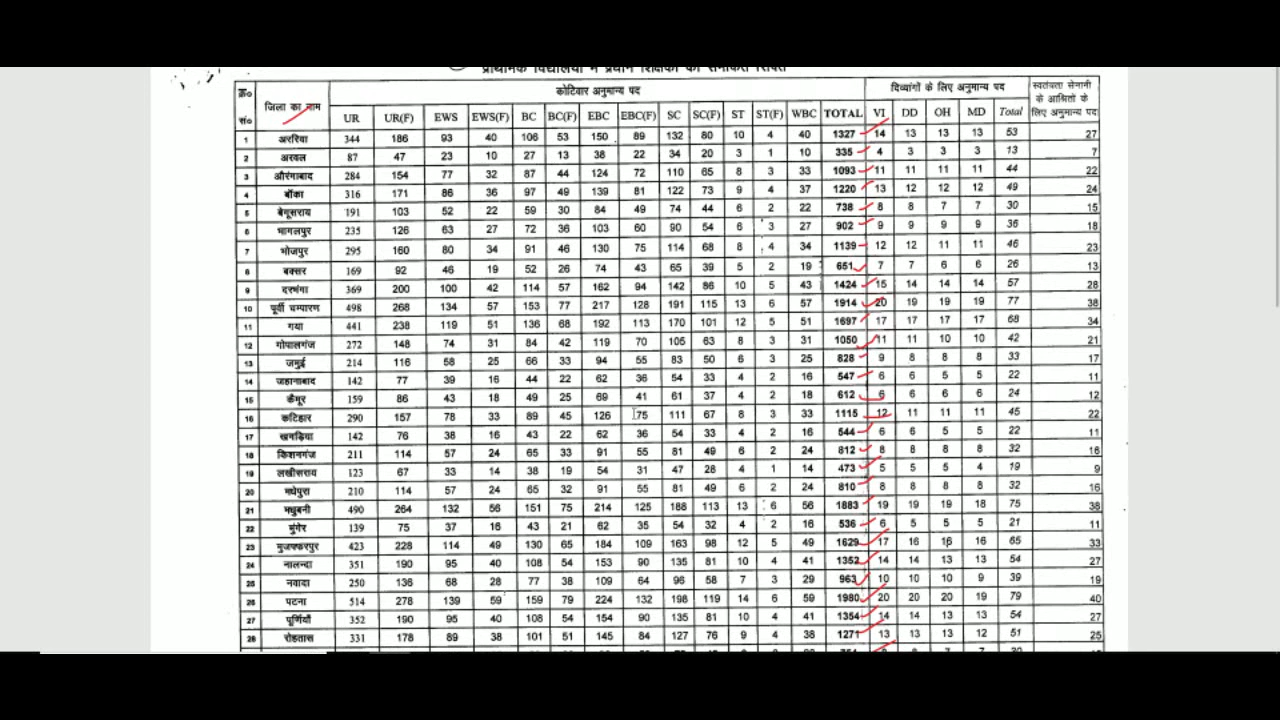 प्राथमिक विद्यालयों में प्रधान शिक्षकों की
क्र० सं० जिला का नाम कोटिवार अनुमान्य पद दिव्यांगों के लिए अनुमान्य पद स्वतंत्रता सेनानी के आश्रितों के लिए अनुमान्य पद
UR UR(F) EWS EWS(F) BC BC(F) EBC EBC(F) SC SC(F) ST ST(F) WBC TOTAL VI DD OH MD Total
1 अररिया 344 186 93 40 106 53 150 89 132 80 10 4 40 1327 14 13 13 13 53 27
2 अरवल 87 47 23 10 27 13 38 22 34 20 3 1 10 335 4 3 3 3 13 7
3 औरंगाबाद 284 154 77 32 87 44 124 72 110 65 8 3 33 1093 11 11 11 11 44 22
4 बाँका 316 171 86 36 97 49 139 81 122 73 9 4 37 1220 13 12 12 12 49 24
5 बेगूसराय 191 103 52 22 59 30 84 49 74 44 6 2 22 738 8 8 7 7 30 15
6 भागलपुर 235 126 63 27 72 36 103 60 90 54 6 3 27 902 9 9 9 9 36 18
7 भोजपुर 295 160 80 34 91 46 130 75 114 68 8 4 34 1139 12 12 11 11 46 23
8 बक्सर 169 92 46 19 52 26 74 43 65 39 5 2 19 651 7 7 6 6 26 13
9 दरभंगा 369 200 100 42 114 57 162 94 142 86 10 5 43 1424 15 14 14 14 57 28
10 पूर्वी चम्पारण 498 268 134 57 153 77 217 128 191 115 13 6 57 1914 20 19 19 19 77 38
11 गया 441 238 119 51 136 68 192 113 170 101 12 5 51 1697 17 17 17 17 68 34
12 गोपालगंज 272 148 74 31 84 42 119 70 106 63 8 3 31 1050 11 11 10 10 42 21
13 जमुई 214 116 58 25 66 33 94 55 83 50 6 3 25 828 9 8 8 8 33 17
14 जहानाबाद 142 77 39 16 44 22 62 36 54 33 4 2 16 547 6 6 5 5 22 11
15 कैमूर 159 86 43 18 49 25 69 41 61 37 4 2 18 612 6 6 6 6 24 12
16 कटिहार 290 157 78 33 89 45 126 75 111 67 8 3 33 1115 12 11 11 11 45 22
17 खगड़िया 142 76 38 16 43 22 62 36 54 33 4 2 16 544 6 6 5 5 22 11
18 किशनगंज 211 114 57 24 65 33 91 55 81 49 6 2 24 812 8 8 8 8 32 16
19 लखीसराय 123 67 33 14 38 19 54 31 47 28 4 1 14 473 5 5 5 4 19 9
20 मधेपुरा 210 114 57 24 65 32 91 55 81 49 6 2 24 810 8 8 8 8 32 16
21 मधुबनी 490 264 132 56 151 75 214 125 188 113 13 6 56 1883 19 19 19 18 75 38
22 मुंगेर 139 75 37 16 43 21 62 35 54 32 4 2 16 536 6 5 5 5 21 11
23 मुजफ्फरपुर 423 228 114 49 130 65 184 109 163 98 12 5 49 1629 17 16 16 16 65 33
24 नालन्दा 351 190 95 40 108 54 153 90 135 81 10 4 41 1352 14 14 13 13 54 27
25 नवादा 250 136 68 28 77 38 109 64 96 58 7 3 29 963 10 10 10 9 39 19
26 पटना 514 278 139 59 159 79 224 132 198 119 14 6 59 1980 20 20 20 19 79 40
27 पूर्णियाँ 352 190 95 40 108 54 154 90 135 81 10 4 41 1354 14 14 13 13 54 27
28 रोहतास 331 178 89 38 101 51 145 84 127 76 9 4 38 1271 13 13 13 12 51 25